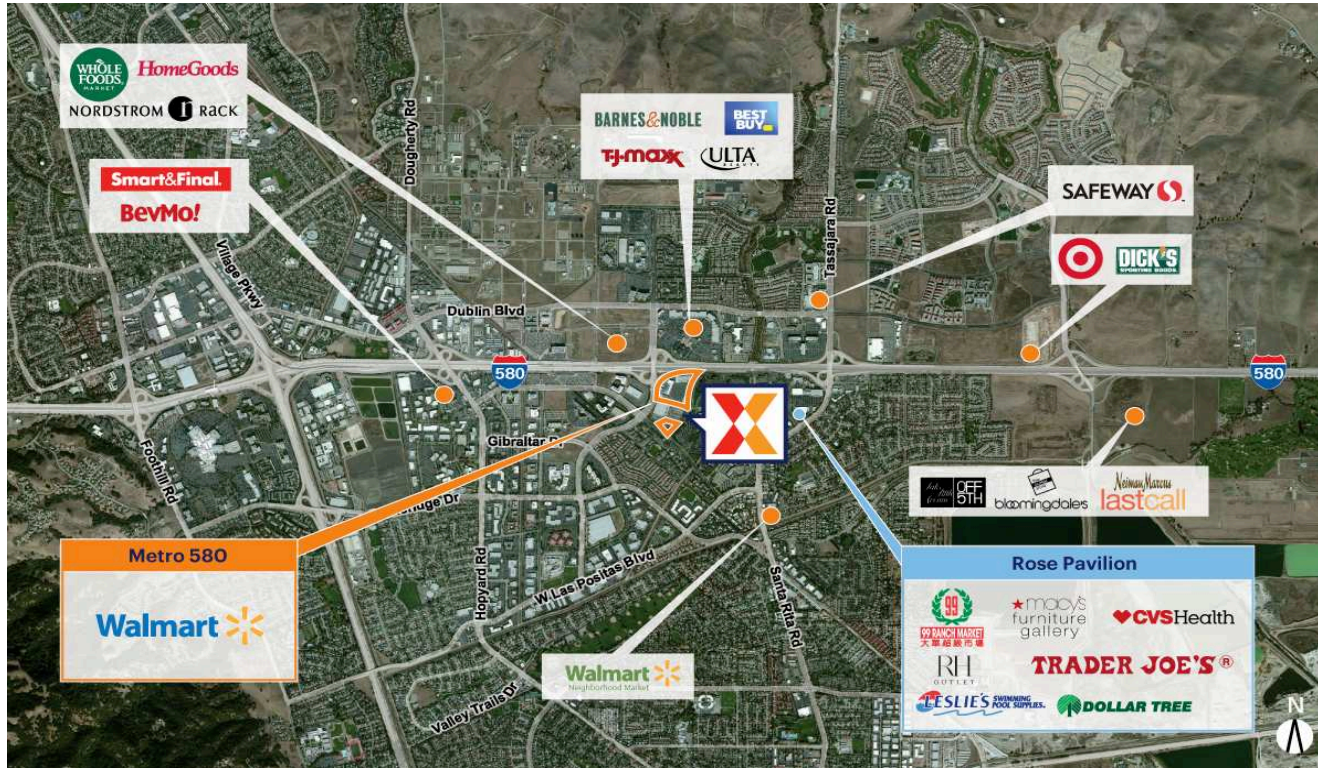 WHOLE
FOODS
MARKET
HomeGoods
NORDSTROM r RACK
Smart&Final.
BevMo!
BARNES&NOBLE
BEST
BUY
T·J·maxx
ULTA
BEAUTY
SAFEWAY
DICK'S
SPORTING GOODS
Dougherty Rd
Village Pkwy
Tassajara Rd
Dublin Blvd
580
580
Foothill Rd
Gibraltar Dr
Hopyard Rd
W Las Positas Blvd
Santa Rita Rd
Valley Trails Dr
OFF
5TH
bloomingdale's
Neiman Marcus
lastcall
Metro 580
Walmart
Walmart
Neighborhood Market
Rose Pavilion
99
99 RANCH MARKET
大華超級市場
★macy's
furniture
gallery
CVSHealth
RH
OUTLET
TRADER JOE'S®
LESLIE'S SWIMMING
POOL SUPPLIES.
DOLLAR TREE
N